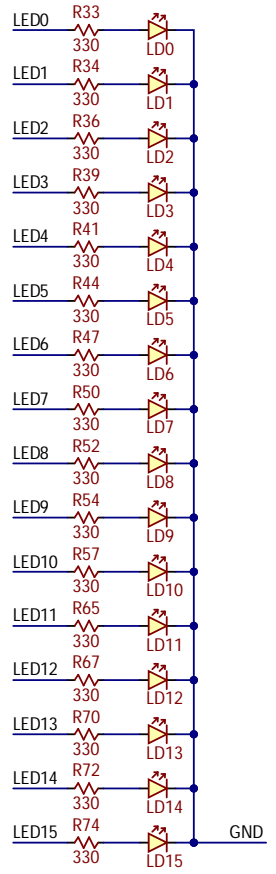 LED0 R33 330 LD0
LED1 R34 330 LD1
LED2 R36 330 LD2
LED3 R39 330 LD3
LED4 R41 330 LD4
LED5 R44 330 LD5
LED6 R47 330 LD6
LED7 R50 330 LD7
LED8 R52 330 LD8
LED9 R54 330 LD9
LED10 R57 330 LD10
LED11 R65 330 LD11
LED12 R67 330 LD12
LED13 R70 330 LD13
LED14 R72 330 LD14
LED15 R74 330 LD15 GND